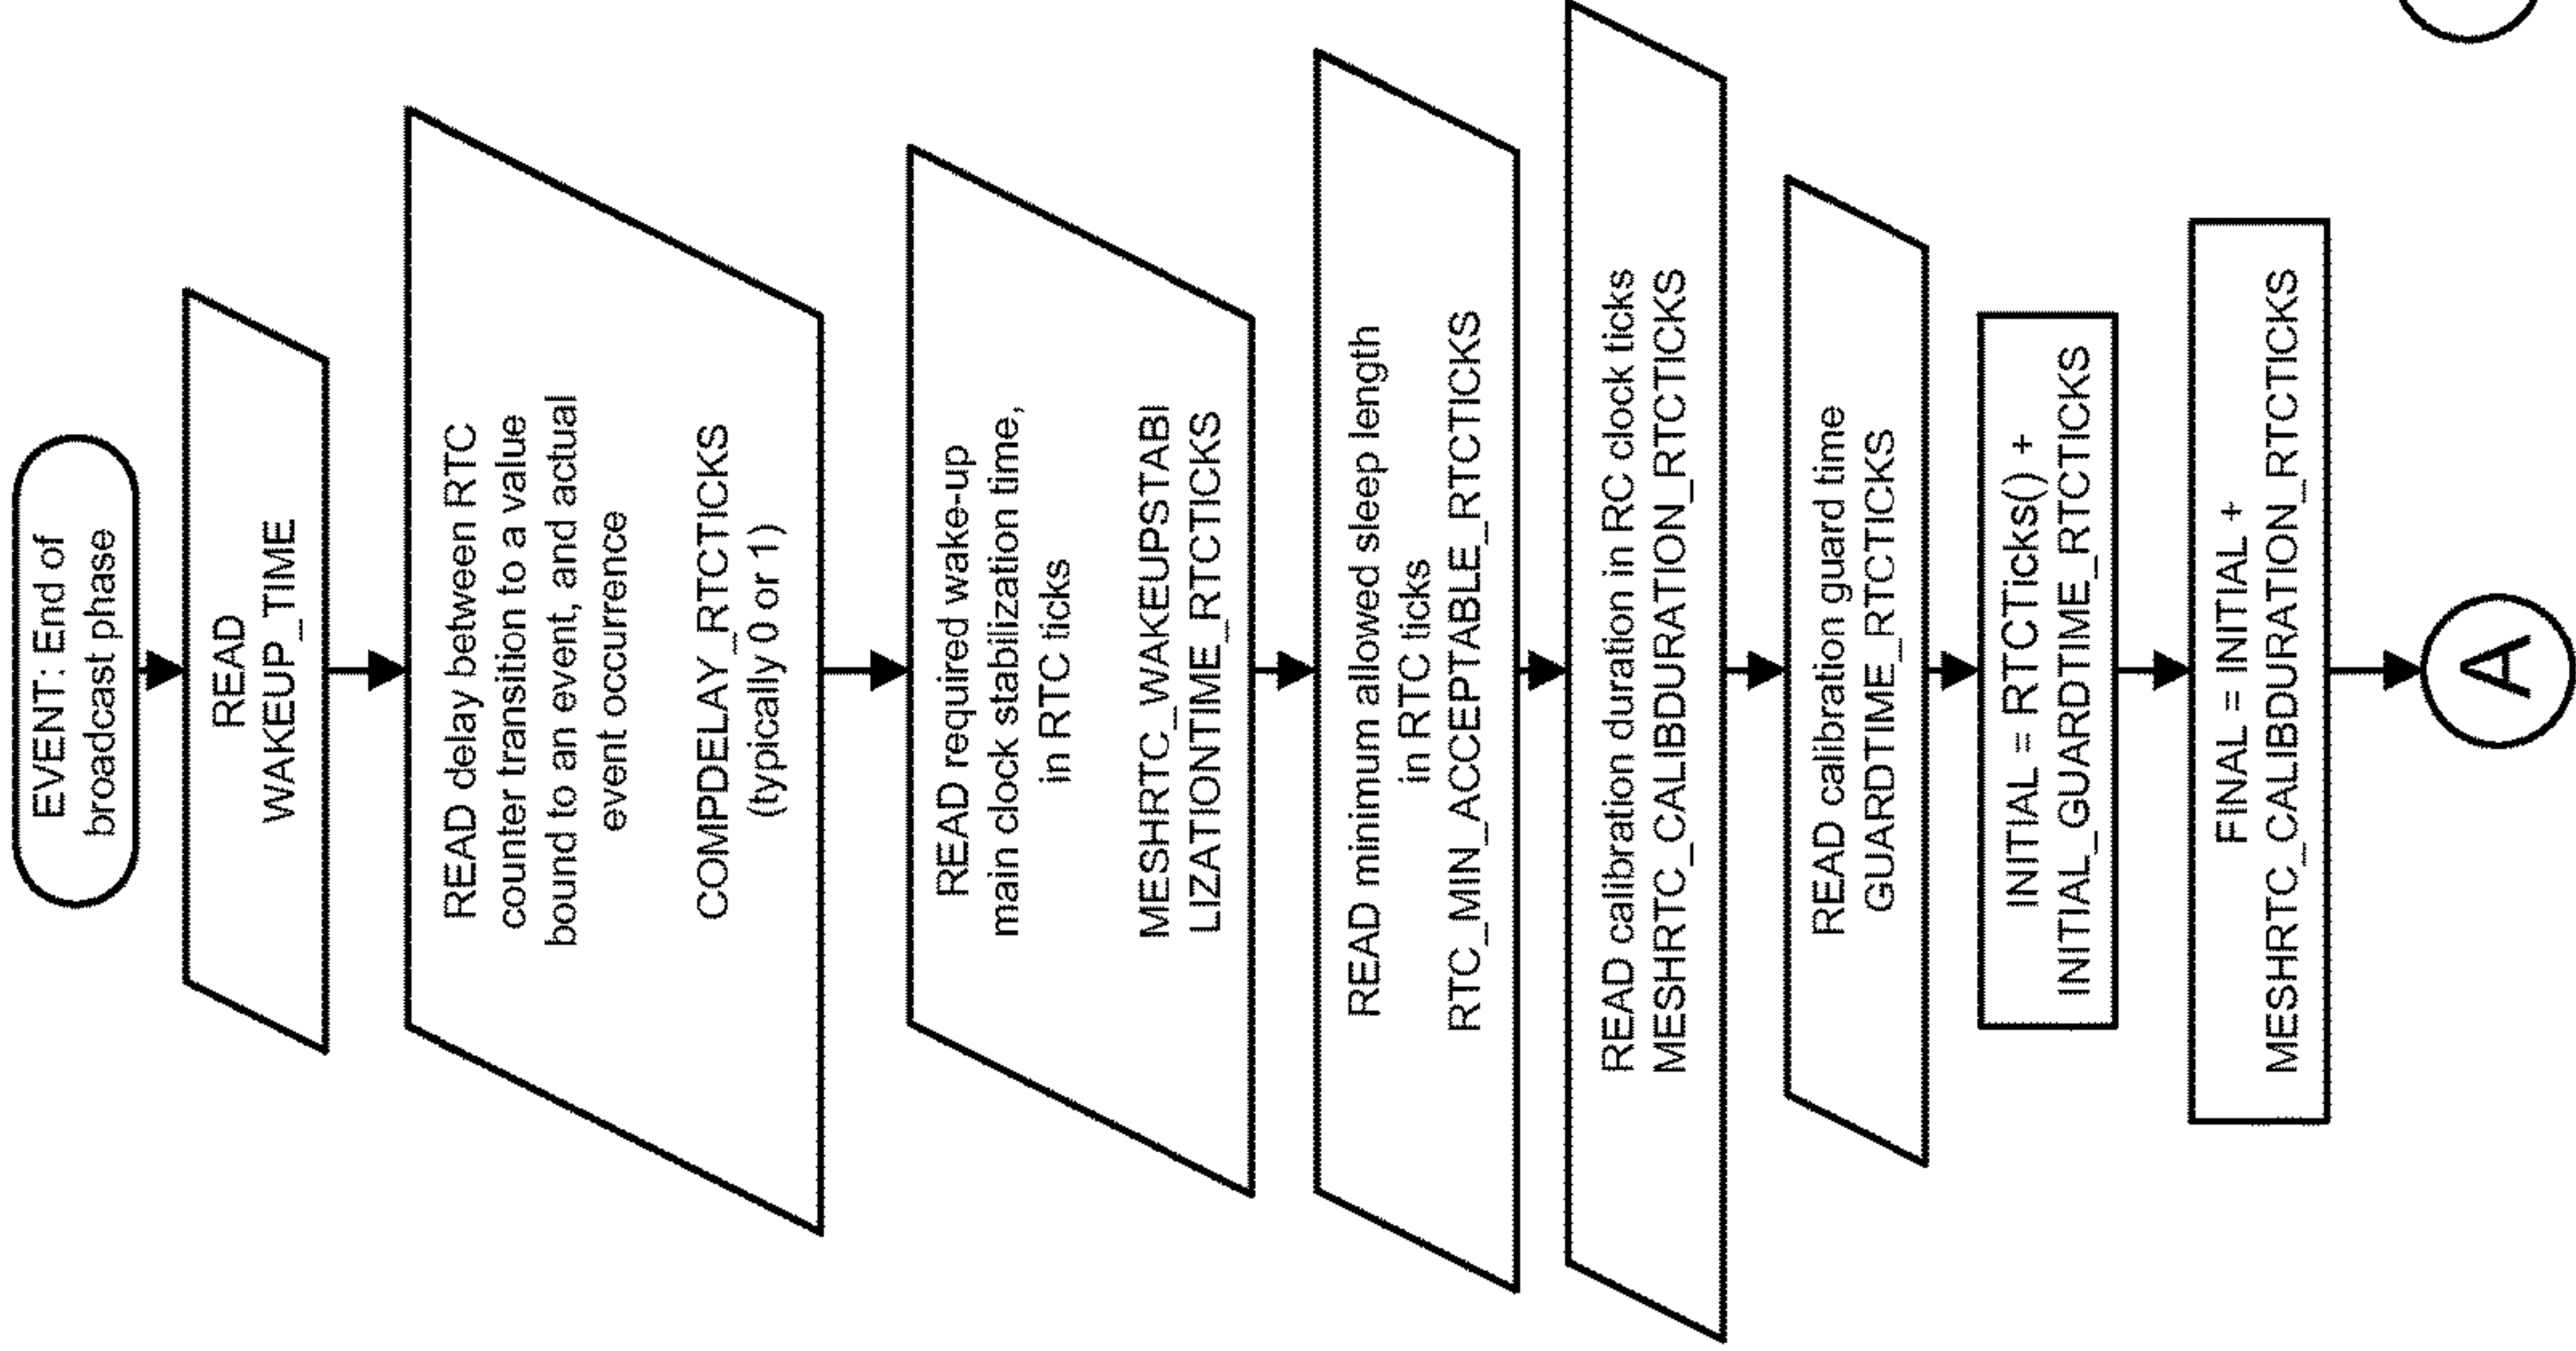 EVENT: End of
broadcast phase
READ
WAKEUP_TIME
READ delay between RTC
counter transition to a value
bound to an event, and actual
event occurrence
COMPDELAY_RTCTICKS
(typically 0 or 1)
READ required wake-up
main clock stabilization time,
in RTC ticks
MESHRTC_WAKEUPSTABI
LIZATIONTIME_RTCTICKS
READ minimum allowed sleep length
in RTC ticks
RTC_MIN_ACCEPTABLE_RTCTICKS
READ calibration duration in RC clock ticks
MESHRTC_CALIBDURATION_RTCTICKS
READ calibration guard time
GUARDTIME_RTCTICKS
INITIAL = RTCTicks() +
INITIAL_GUARDTIME_RTCTICKS
FINAL = INITIAL +
MESHRTC_CALIBDURATION_RTCTICKS
A